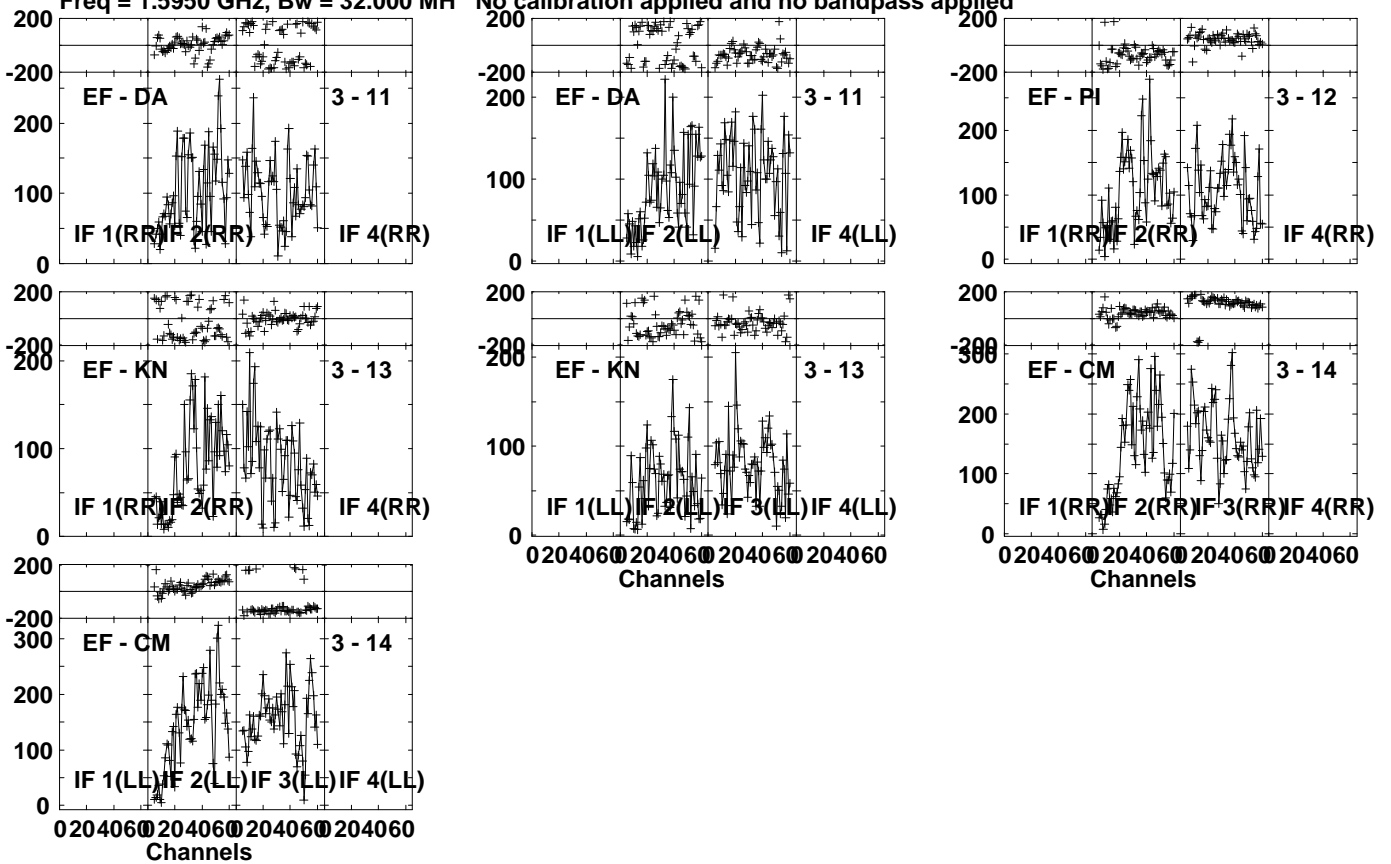 Freq = 1.5950 GHz, Bw = 32.000 MH No calibration applied and no bandpass applied
200 200 200
-200 -200 -200
EF - DA 3 - 11 EF - DA 3 - 11 EF - PI 3 - 12
200 200 200
100 100 100
IF 1(RR) IF 2(RR) IF 4(RR) IF 1(LL) IF 2(LL) IF 4(LL) IF 1(RR) IF 2(RR) IF 4(RR)
0 0 0
200 200 200
-200 -200 -200
200 200 300
EF - KN 3 - 13 EF - KN 3 - 13 EF - CM 3 - 14
200
100 100 100
IF 1(RR) IF 2(RR) IF 4(RR) IF 1(LL) IF 2(LL) IF 3(LL) IF 4(LL) IF 1(RR) IF 2(RR) IF 3(RR) IF 4(RR)
0 0 0
0 20 40 60 0 20 40 60 0 20 40 60 0 20 40 60 0 20 40 60 0 20 40 60 0 20 40 60 0 20 40 60
Channels Channels
200
-200
EF - CM 3 - 14
300
200
100
IF 1(LL) IF 2(LL) IF 3(LL) IF 4(LL)
0
0 20 40 60 0 20 40 60 0 20 40 60 0 20 40 60
Channels